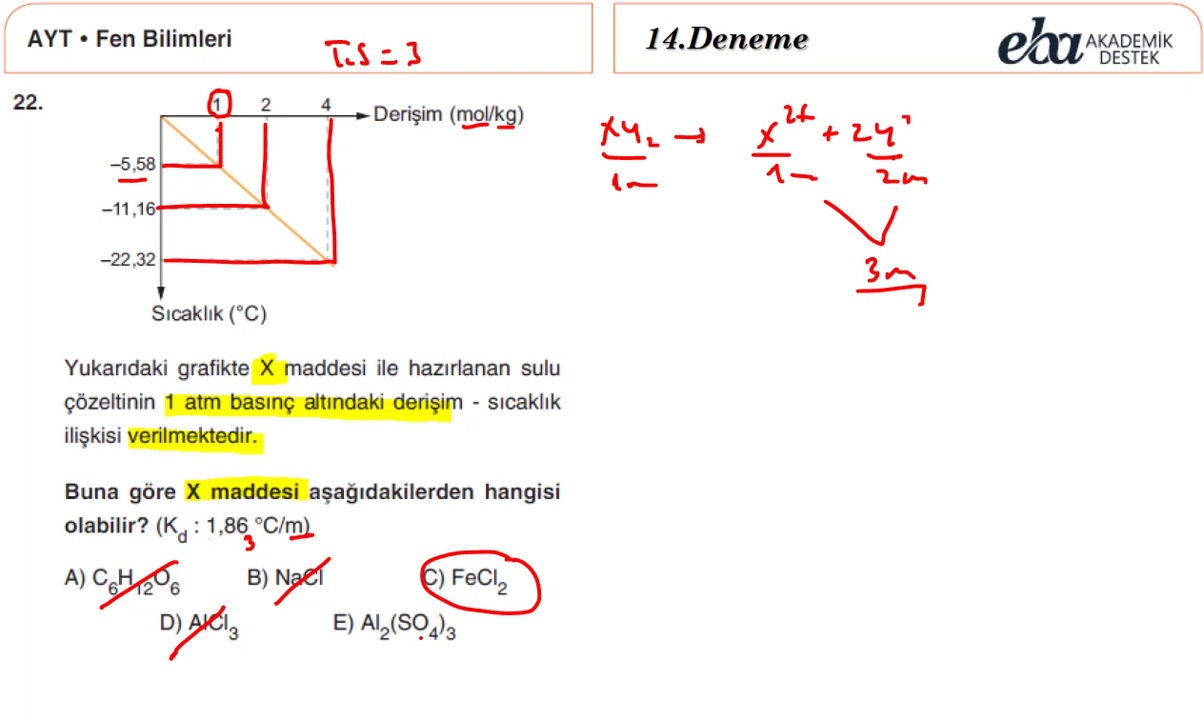 AYT • Fen Bilimleri
T.S = 3
14.Deneme
eba AKADEMİK DESTEK
22.
1 2 4
Derişim (mol/kg)
–5,58
–11,16
–22,32
Sıcaklık (°C)
XY₂ → X²⁺ + 2Y⁻
1m 1m 2m
3m
Yukarıdaki grafikte X maddesi ile hazırlanan sulu
çözeltinin 1 atm basınç altındaki derişim - sıcaklık
ilişkisi verilmektedir.
Buna göre X maddesi aşağıdakilerden hangisi
olabilir? (K_d : 1,86 °C/m)
3
A) C₆H₁₂O₆ B) NaCl C) FeCl₂
D) AlCl₃ E) Al₂(SO₄)₃